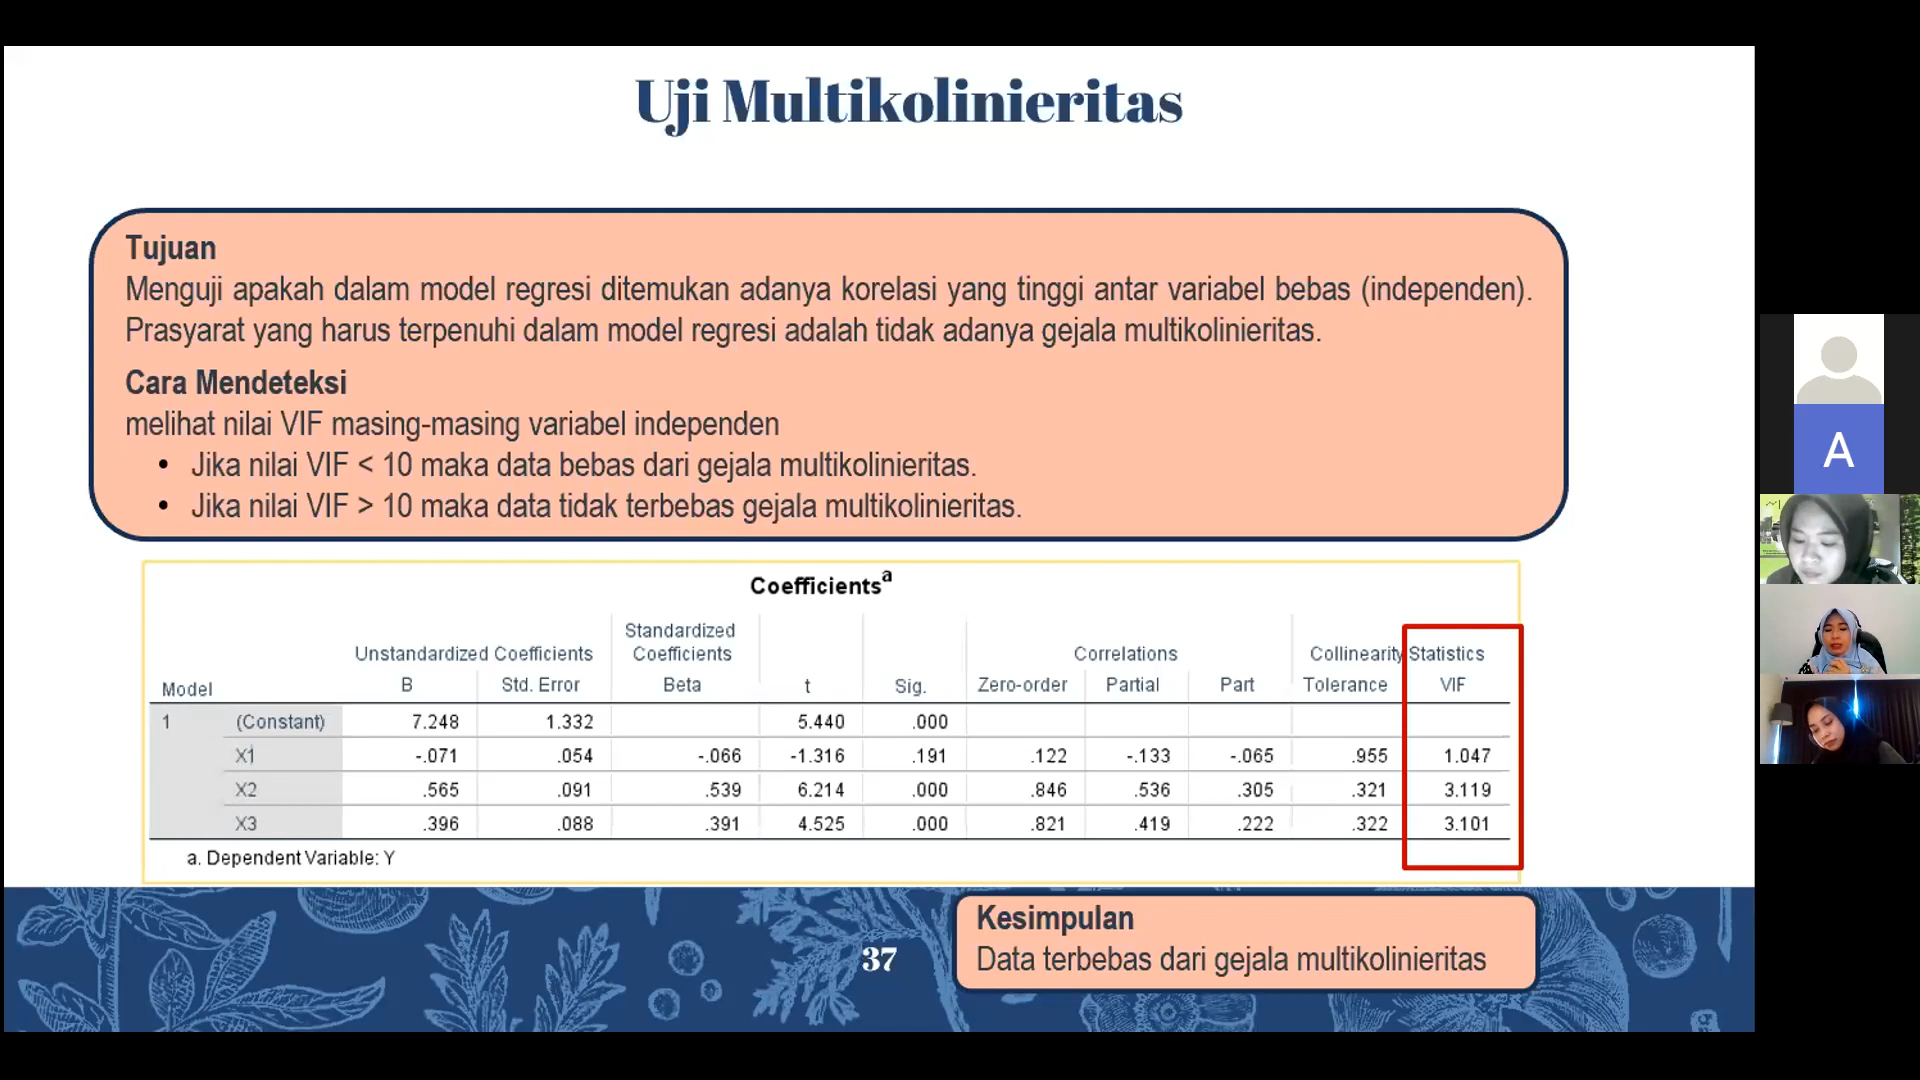 Uji Multikolinieritas
Tujuan
Menguji apakah dalam model regresi ditemukan adanya korelasi yang tinggi antar variabel bebas (independen).
Prasyarat yang harus terpenuhi dalam model regresi adalah tidak adanya gejala multikolinieritas.
Cara Mendeteksi
melihat nilai VIF masing-masing variabel independen
• Jika nilai VIF < 10 maka data bebas dari gejala multikolinieritas.
• Jika nilai VIF > 10 maka data tidak terbebas gejala multikolinieritas.
Coefficientsa
Unstandardized Coefficients Standardized Coefficients Correlations Collinearity Statistics
Model B Std. Error Beta t Sig. Zero-order Partial Part Tolerance VIF
1 (Constant) 7.248 1.332 5.440 .000
X1 -.071 .054 -.066 -1.316 .191 .122 -.133 -.065 .955 1.047
X2 .565 .091 .539 6.214 .000 .846 .536 .305 .321 3.119
X3 .396 .088 .391 4.525 .000 .821 .419 .222 .322 3.101
a. Dependent Variable: Y
37
Kesimpulan
Data terbebas dari gejala multikolinieritas
A